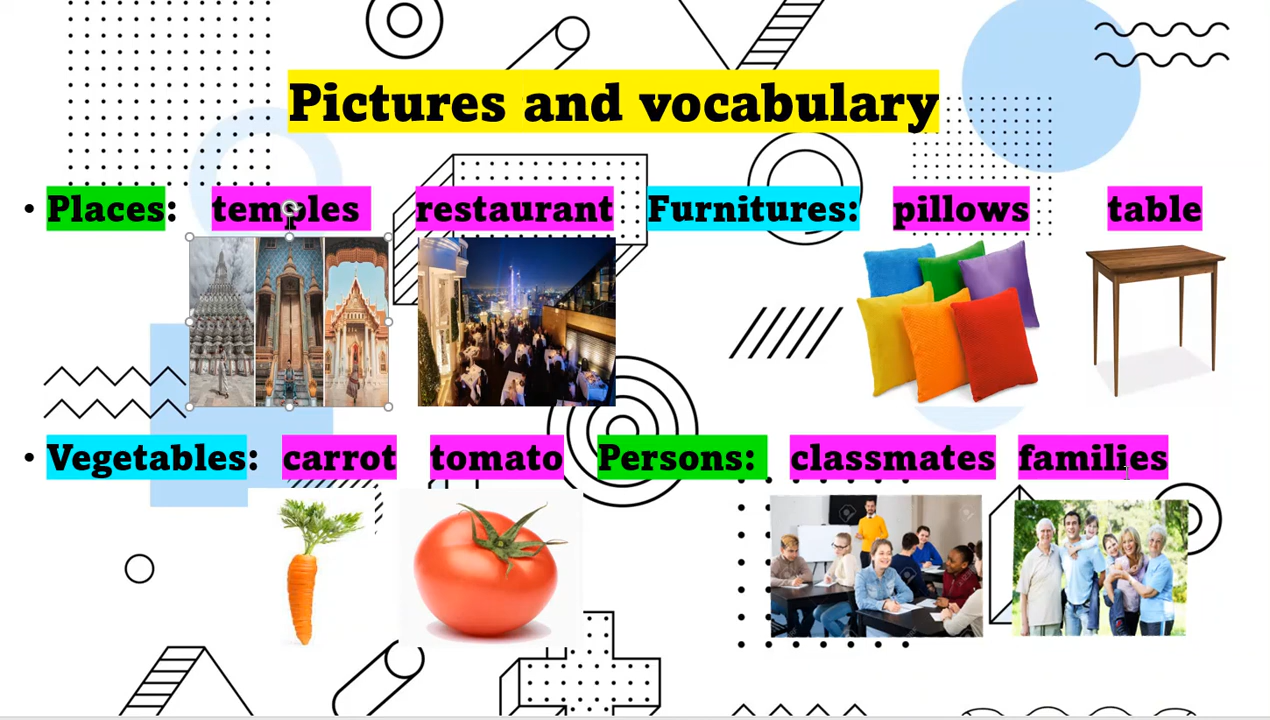 Pictures and vocabulary
• Places: temples restaurant Furnitures: pillows table
• Vegetables: carrot tomato Persons: classmates families